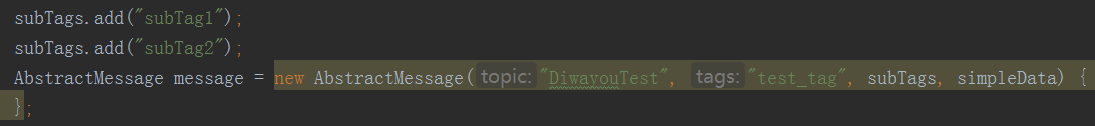 subTags.add("subTag1");
subTags.add("subTag2");
AbstractMessage message = new AbstractMessage( topic: "DiwayouTest", tags: "test_tag", subTags, simpleData) {
};